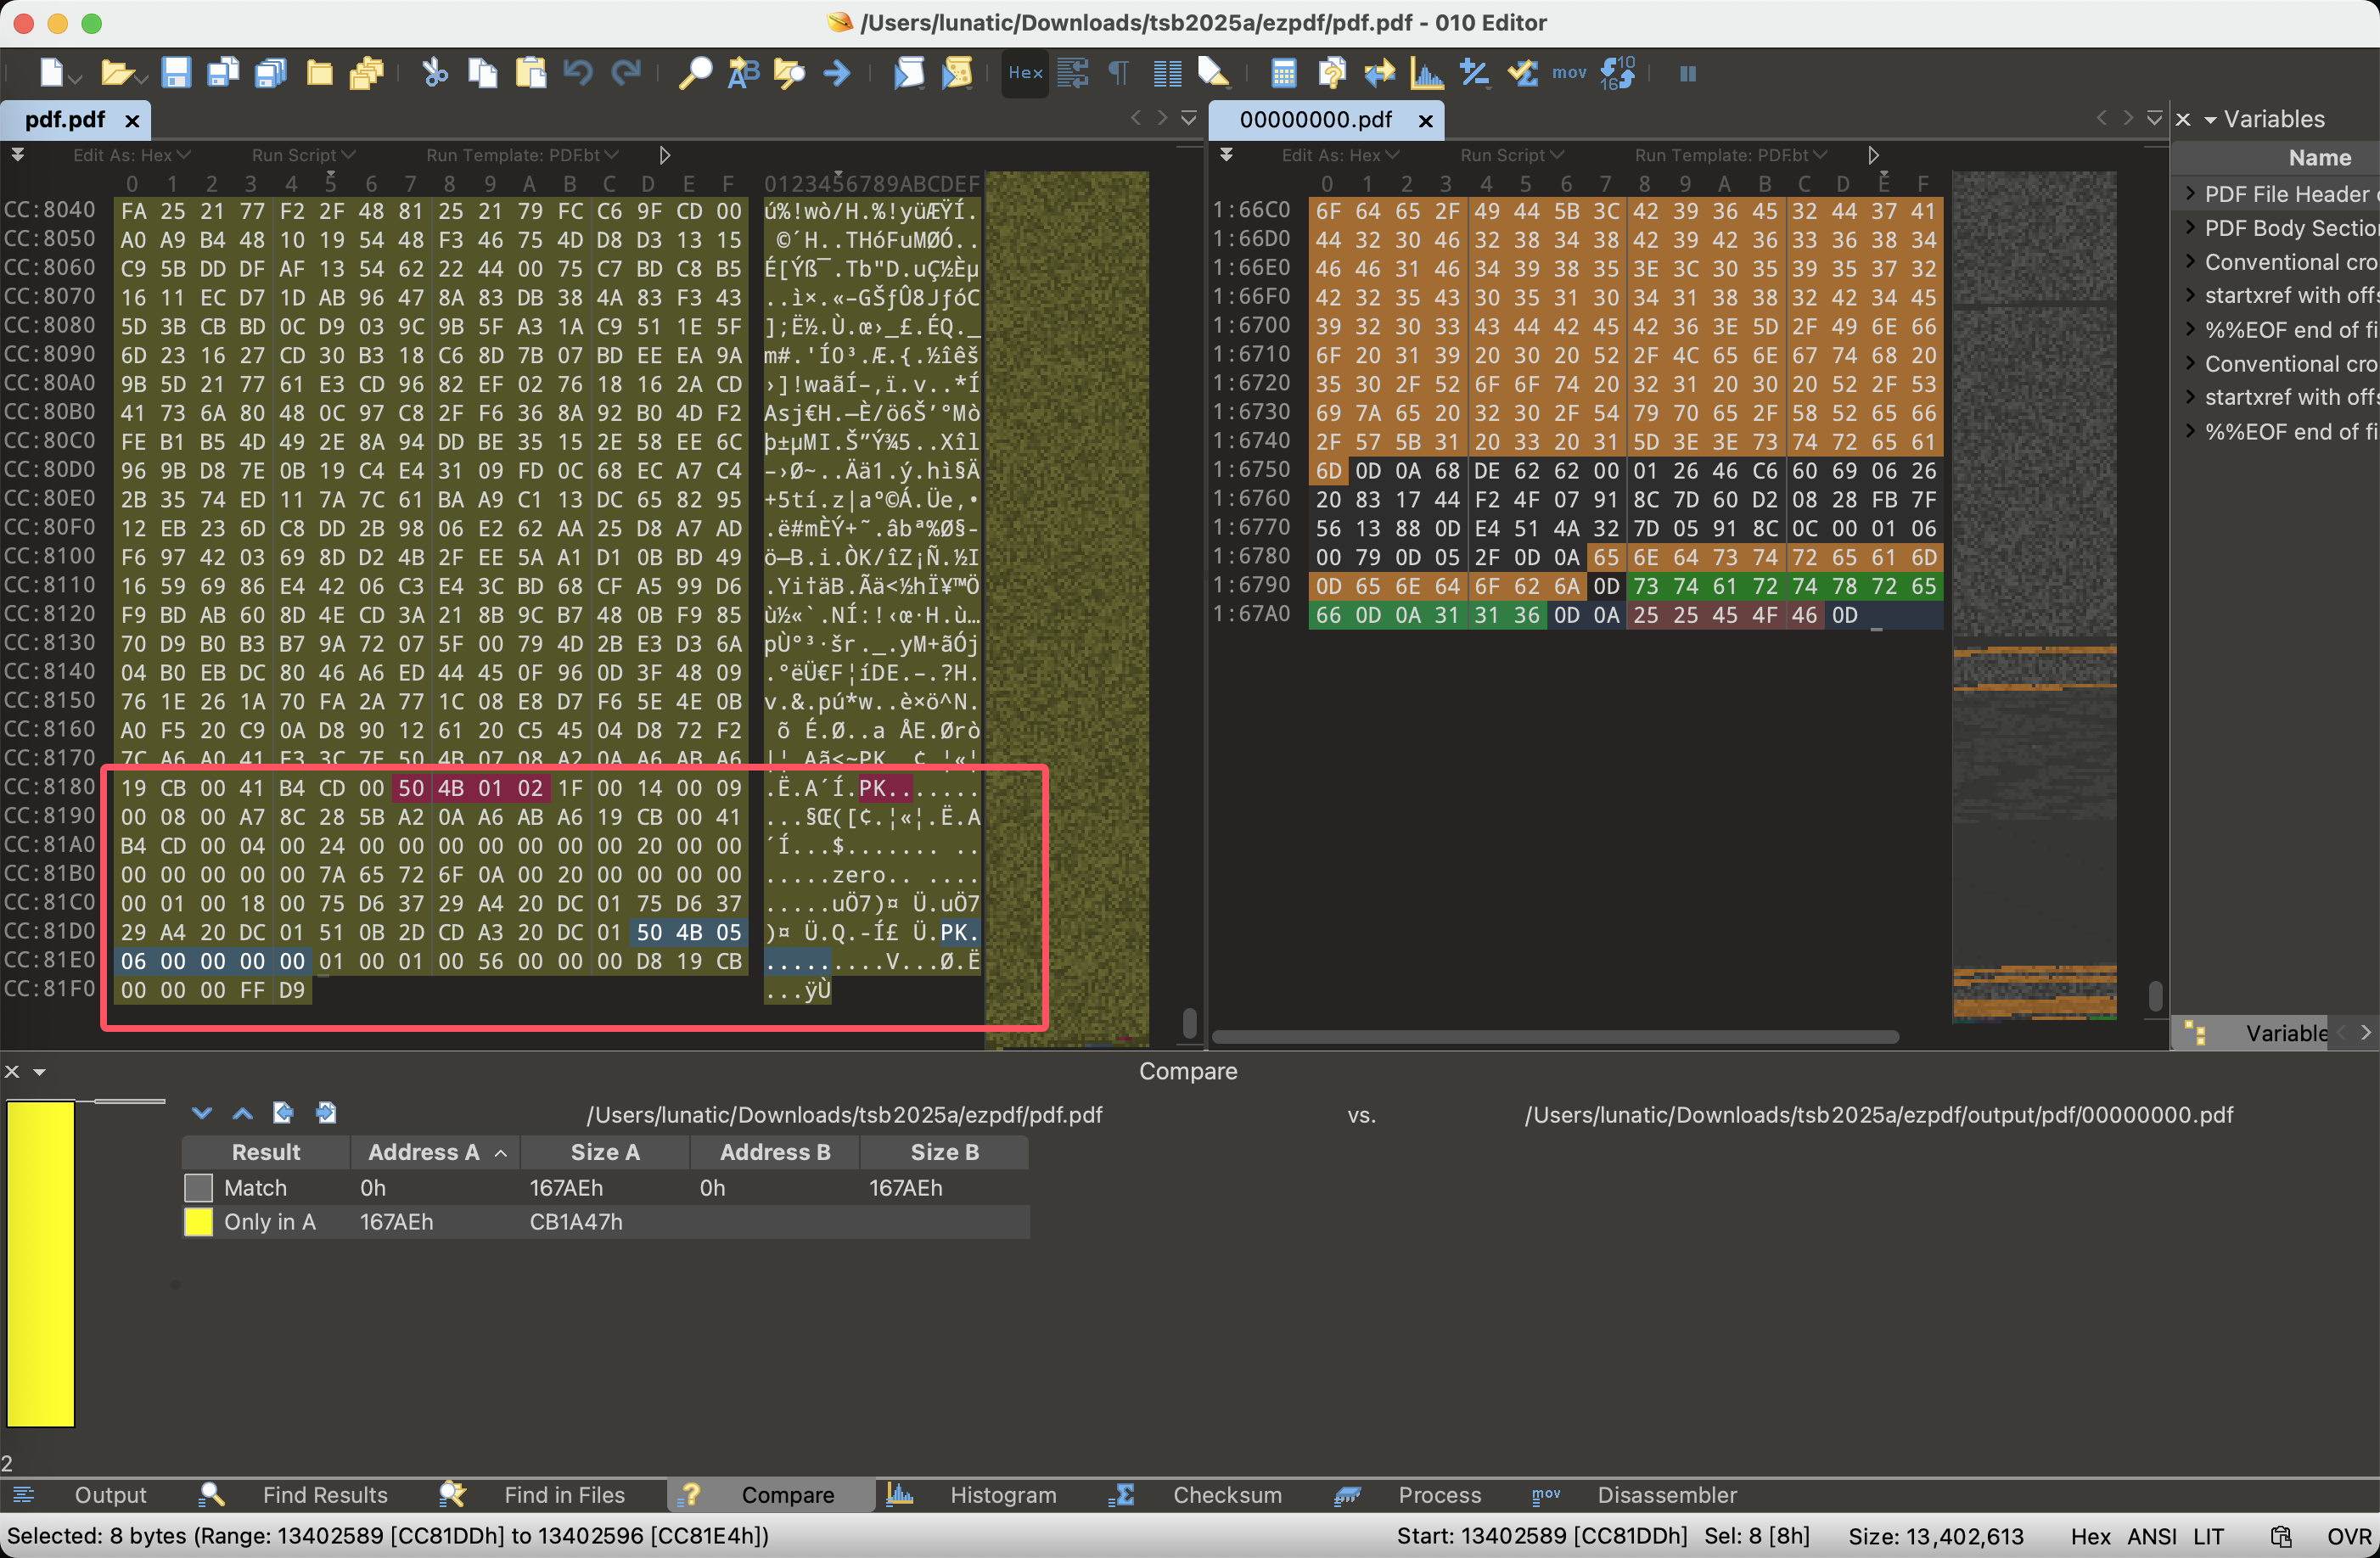 /Users/lunatic/Downloads/tsb2025a/ezpdf/pdf.pdf - 010 Editor
Hex
mov
pdf.pdf
00000000.pdf
Variables
Edit As: Hex Run Script Run Template: PDF.bt
Edit As: Hex Run Script Run Template: PDF.bt
Name
0 1 2 3 4 5 6 7 8 9 A B C D E F 0123456789ABCDEF
CC:8040 FA 25 21 77 F2 2F 48 81 25 21 79 FC C6 9F CD 00 ú%!wò/H.%!yüÆŸÍ.
CC:8050 A0 A9 B4 48 10 19 54 48 F3 46 75 4D D8 D3 13 15 ©´H..THóFuMØÓ..
CC:8060 C9 5B DD DF AF 13 54 62 22 44 00 75 C7 BD C8 B5 É[Ýß¯.Tb"D.uÇ½Èµ
CC:8070 16 11 EC D7 1D AB 96 47 8A 83 DB 38 4A 83 F3 43 ..ì×.«–GŠƒÛ8JƒóC
CC:8080 5D 3B CB BD 0C D9 03 9C 9B 5F A3 1A C9 51 1E 5F ];Ë½.Ù.œ›_£.ÉQ._
CC:8090 6D 23 16 27 CD 30 B3 18 C6 8D 7B 07 BD EE EA 9A m#.'Í0³.Æ.{.½îêš
CC:80A0 9B 5D 21 77 61 E3 CD 96 82 EF 02 76 18 16 2A CD ›]!waãÍ–‚ï.v..*Í
CC:80B0 41 73 6A 80 48 0C 97 C8 2F F6 36 8A 92 B0 4D F2 Asj€H.—È/ö6Š’°Mò
CC:80C0 FE B1 B5 4D 49 2E 8A 94 DD BE 35 15 2E 58 EE 6C þ±µMI.Š”Ý¾5..Xîl
CC:80D0 96 9B D8 7E 0B 19 C4 E4 31 09 FD 0C 68 EC A7 C4 –›Ø~..Ää1.ý.hì§Ä
CC:80E0 2B 35 74 ED 11 7A 7C 61 BA A9 C1 13 DC 65 82 95 +5tí.z|aº©Á.Üe‚•
CC:80F0 12 EB 23 6D C8 DD 2B 98 06 E2 62 AA 25 D8 A7 AD .ë#mÈÝ+˜.âbª%Ø§-
CC:8100 F6 97 42 03 69 8D D2 4B 2F EE 5A A1 D1 0B BD 49 ö—B.i.ÒK/îZ¡Ñ.½I
CC:8110 16 59 69 86 E4 42 06 C3 E4 3C BD 68 CF A5 99 D6 .Yi†äB.Ãä<½hÏ¥™Ö
CC:8120 F9 BD AB 60 8D 4E CD 3A 21 8B 9C B7 48 0B F9 85 ù½«`.NÍ:!‹œ·H.ù…
CC:8130 70 D9 B0 B3 B7 9A 72 07 5F 00 79 4D 2B E3 D3 6A pÙ°³·šr._.yM+ãÓj
CC:8140 04 B0 EB DC 80 46 A6 ED 44 45 0F 96 0D 3F 48 09 .°ëÜ€F¦íDE.–.?H.
CC:8150 76 1E 26 1A 70 FA 2A 77 1C 08 E8 D7 F6 5E 4E 0B v.&.pú*w..è×ö^N.
CC:8160 A0 F5 20 C9 0A D8 90 12 61 20 C5 45 04 D8 72 F2 õ É.Ø..a ÅE.Ørò
CC:8170 7C A6 A0 41 E3 3C 7E 50 4B 07 08 A2 0A A6 AB A6 |¦ Aã<~PK..¢.¦«¦
CC:8180 19 CB 00 41 B4 CD 00 50 4B 01 02 1F 00 14 00 09 .Ë.A´Í.PK.......
CC:8190 00 08 00 A7 8C 28 5B A2 0A A6 AB A6 19 CB 00 41 ...§Œ([¢.¦«¦.Ë.A
CC:81A0 B4 CD 00 04 00 24 00 00 00 00 00 00 00 20 00 00 00 ´Í...$....... ..
CC:81B0 00 00 00 00 00 7A 65 72 6F 0A 00 20 00 00 00 00 .....zero.. ....
CC:81C0 00 01 00 18 00 75 D6 37 29 A4 20 DC 01 75 D6 37 .....uÖ7)¤ Ü.uÖ7
CC:81D0 29 A4 20 DC 01 51 0B 2D CD A3 20 DC 01 50 4B 05 )¤ Ü.Q.-Í£ Ü.PK.
CC:81E0 06 00 00 00 00 01 00 01 00 56 00 00 00 D8 19 CB .........V...Ø.Ë
CC:81F0 00 00 00 FF D9 ...ÿÙ
0 1 2 3 4 5 6 7 8 9 A B C D E F
1:66C0 6F 64 65 2F 49 44 5B 3C 42 39 36 45 32 44 37 41
1:66D0 44 32 30 46 32 38 34 38 42 39 42 36 33 36 38 34
1:66E0 46 46 31 46 34 39 38 35 3E 3C 30 35 39 35 37 32
1:66F0 42 32 35 43 30 35 31 30 34 31 38 38 32 42 34 45
1:6700 39 32 30 33 43 44 42 45 42 36 3E 5D 2F 49 6E 66
1:6710 6F 20 31 39 20 30 20 52 2F 4C 65 6E 67 74 68 20
1:6720 35 30 2F 52 6F 6F 74 20 32 31 20 30 20 52 2F 53
1:6730 69 7A 65 20 32 30 2F 54 79 70 65 2F 58 52 65 66
1:6740 2F 57 5B 31 20 33 20 31 5D 3E 3E 73 74 72 65 61
1:6750 6D 0D 0A 68 DE 62 62 00 01 26 46 C6 60 69 06 26
1:6760 20 83 17 44 F2 4F 07 91 8C 7D 60 D2 08 28 FB 7F
1:6770 56 13 88 0D E4 51 4A 32 7D 05 91 8C 0C 00 01 06
1:6780 00 79 0D 05 2F 0D 0A 65 6E 64 73 74 72 65 61 6D
1:6790 0D 65 6E 64 6F 62 6A 0D 73 74 61 72 74 78 72 65
1:67A0 66 0D 0A 31 31 36 0D 0A 25 25 45 4F 46 0D
PDF File Header
PDF Body Sectio
Conventional cro
startxref with offs
%%EOF end of fi
Conventional cro
startxref with offs
%%EOF end of fi
Variable
Compare
/Users/lunatic/Downloads/tsb2025a/ezpdf/pdf.pdf vs. /Users/lunatic/Downloads/tsb2025a/ezpdf/output/pdf/00000000.pdf
Result Address A Size A Address B Size B
Match 0h 167AEh 0h 167AEh
Only in A 167AEh CB1A47h
2
Output Find Results Find in Files Compare Histogram Checksum Process mov Disassembler
Selected: 8 bytes (Range: 13402589 [CC81DDh] to 13402596 [CC81E4h]) Start: 13402589 [CC81DDh] Sel: 8 [8h] Size: 13,402,613 Hex ANSI LIT OVR